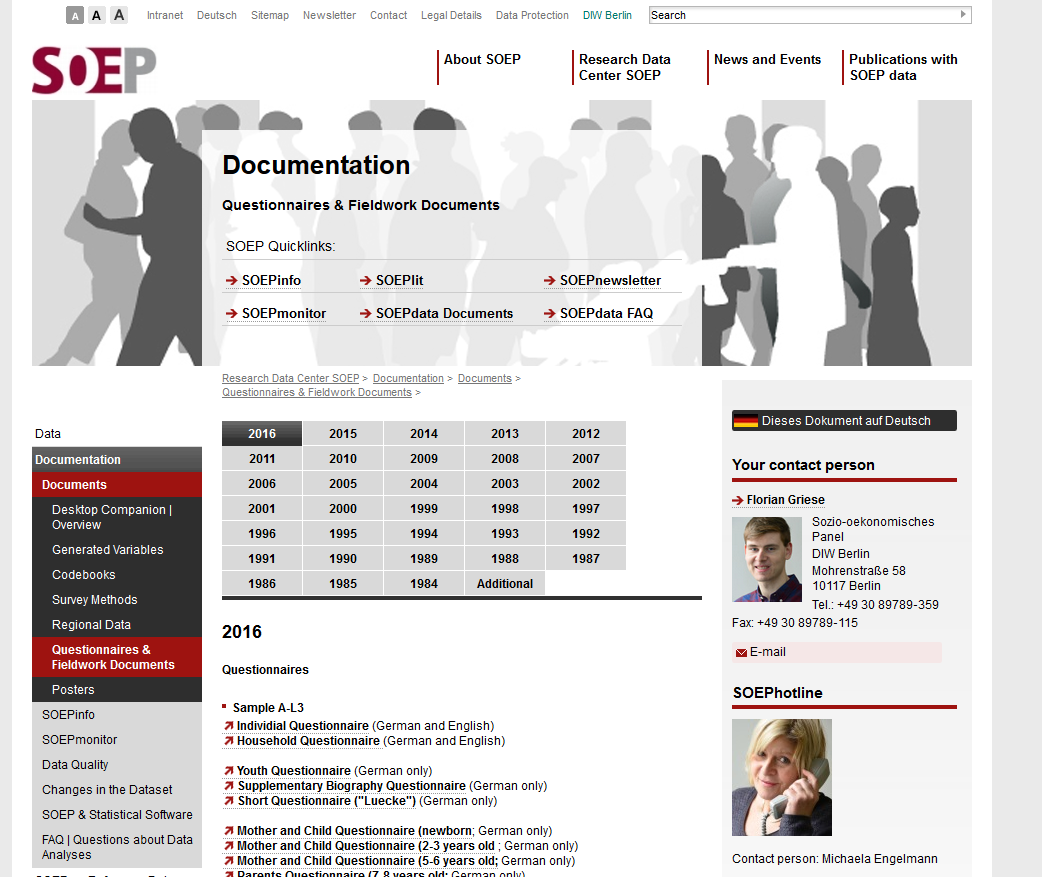 A A A Intranet Deutsch Sitemap Newsletter Contact Legal Details Data Protection DIW Berlin Search
SOEP
About SOEP
Research Data
Center SOEP
News and Events
Publications with
SOEP data
Documentation
Questionnaires & Fieldwork Documents
SOEP Quicklinks:
SOEPinfo SOEPlit SOEPnewsletter
SOEPmonitor SOEPdata Documents SOEPdata FAQ
Research Data Center SOEP > Documentation > Documents >
Questionnaires & Fieldwork Documents >
Data
Documentation
Documents
Desktop Companion |
Overview
Generated Variables
Codebooks
Survey Methods
Regional Data
Questionnaires &
Fieldwork Documents
Posters
SOEPinfo
SOEPmonitor
Data Quality
Changes in the Dataset
SOEP & Statistical Software
FAQ | Questions about Data
Analyses
2016 2015 2014 2013 2012
2011 2010 2009 2008 2007
2006 2005 2004 2003 2002
2001 2000 1999 1998 1997
1996 1995 1994 1993 1992
1991 1990 1989 1988 1987
1986 1985 1984 Additional
2016
Questionnaires
Sample A-L3
Individial Questionnaire (German and English)
Household Questionnaire (German and English)
Youth Questionnaire (German only)
Supplementary Biography Questionnaire (German only)
Short Questionnaire ("Luecke") (German only)
Mother and Child Questionnaire (newborn; German only)
Mother and Child Questionnaire (2-3 years old ; German only)
Mother and Child Questionnaire (5-6 years old; German only)
Parents Questionnaire (7-8 years old; German only)
Dieses Dokument auf Deutsch
Your contact person
Florian Griese
Sozio-oekonomisches
Panel
DIW Berlin
Mohrenstraße 58
10117 Berlin
Tel.: +49 30 89789-359
Fax: +49 30 89789-115
E-mail
SOEPhotline
Contact person: Michaela Engelmann